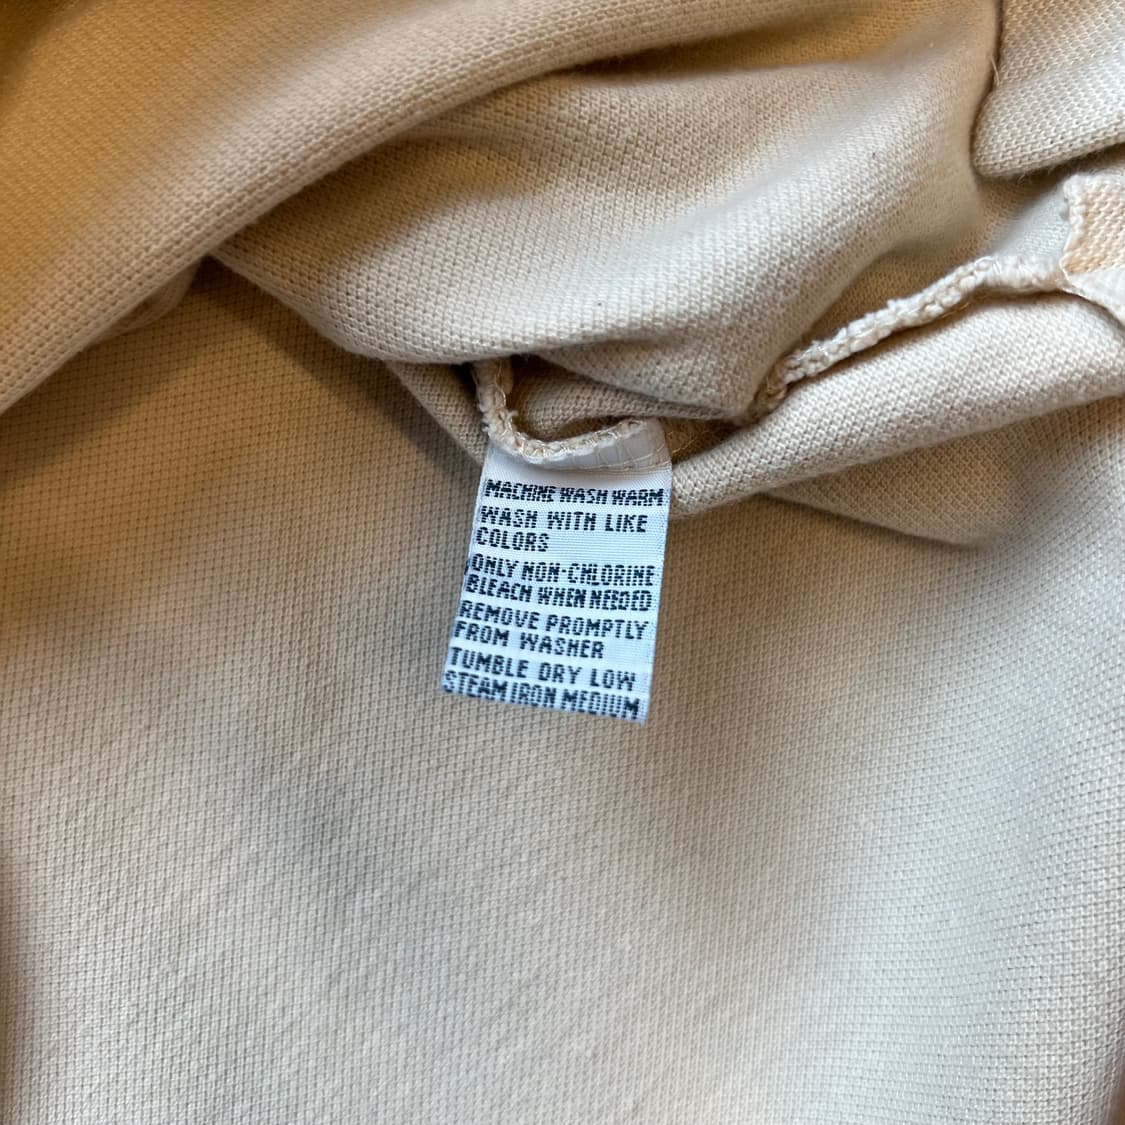 MACHINE WASH WARM
WASH WITH LIKE
COLORS
ONLY NON-CHLORINE
BLEACH WHEN NEEDED
REMOVE PROMPTLY
FROM WASHER
TUMBLE DRY LOW
STEAM IRON MEDIUM